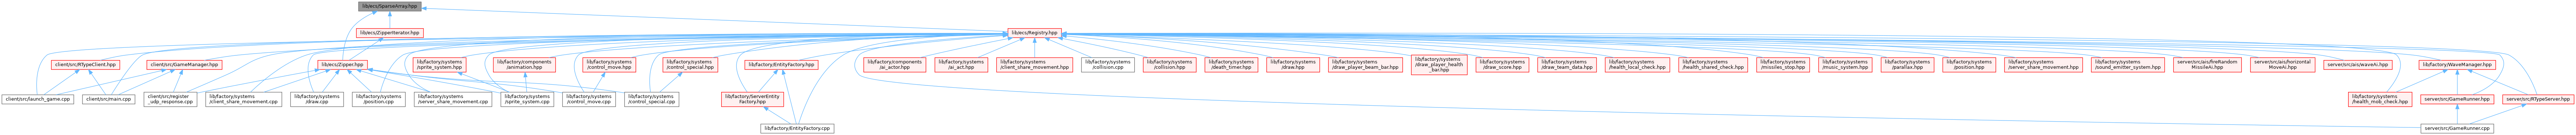 lib/ecs/SparseArray.hpp
lib/ecs/ZipperIterator.hpp
lib/ecs/Registry.hpp
client/src/RTypeClient.hpp
client/src/GameManager.hpp
lib/ecs/Zipper.hpp
lib/factory/systems
/sprite_system.hpp
lib/factory/components
/animation.hpp
lib/factory/systems
/control_move.hpp
lib/factory/systems
/control_special.hpp
lib/factory/EntityFactory.hpp
lib/factory/components
/ai_actor.hpp
lib/factory/systems
/ai_act.hpp
lib/factory/systems
/client_share_movement.hpp
lib/factory/systems
/collision.cpp
lib/factory/systems
/collision.hpp
lib/factory/systems
/death_timer.hpp
lib/factory/systems
/draw.hpp
lib/factory/systems
/draw_player_beam_bar.hpp
lib/factory/systems
/draw_player_health
_bar.hpp
lib/factory/systems
/draw_score.hpp
lib/factory/systems
/draw_team_data.hpp
lib/factory/systems
/health_local_check.hpp
lib/factory/systems
/health_shared_check.hpp
lib/factory/systems
/missiles_stop.hpp
lib/factory/systems
/music_system.hpp
lib/factory/systems
/parallax.hpp
lib/factory/systems
/position.hpp
lib/factory/systems
/server_share_movement.hpp
lib/factory/systems
/sound_emitter_system.hpp
server/src/ais/fireRandom
MissileAi.hpp
server/src/ais/horizontal
MoveAi.hpp
server/src/ais/waveAi.hpp
lib/factory/WaveManager.hpp
client/src/launch_game.cpp
client/src/main.cpp
client/src/register
_udp_response.cpp
lib/factory/systems
/client_share_movement.cpp
lib/factory/systems
/draw.cpp
lib/factory/systems
/position.cpp
lib/factory/systems
/server_share_movement.cpp
lib/factory/systems
/sprite_system.cpp
lib/factory/systems
/control_move.cpp
lib/factory/systems
/control_special.cpp
lib/factory/ServerEntity
Factory.hpp
lib/factory/systems
/health_mob_check.hpp
server/src/GameRunner.hpp
server/src/RTypeServer.hpp
lib/factory/EntityFactory.cpp
server/src/GameRunner.cpp